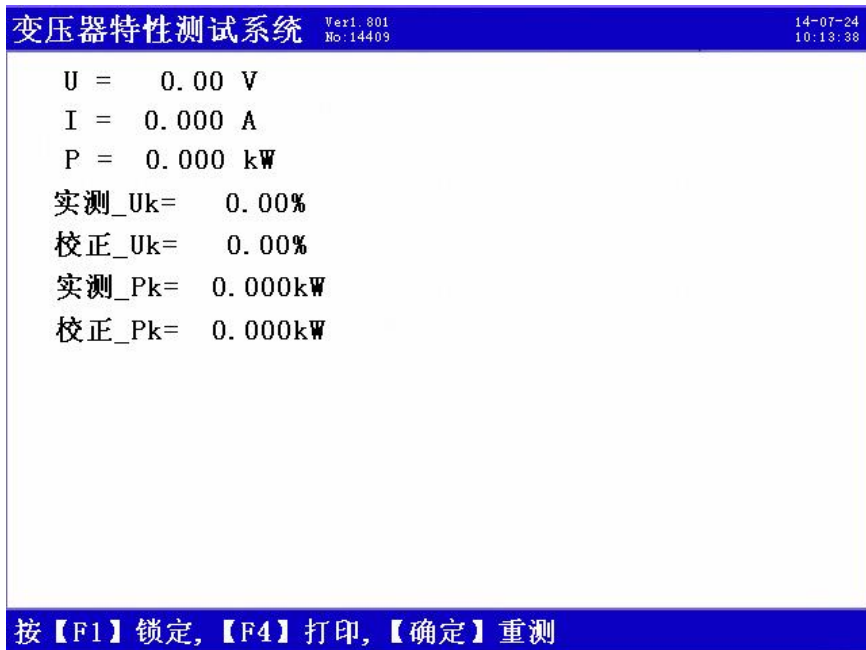 变压器特性测试系统 Ver1.801 14-07-24
No:14409 10:13:38
U = 0.00 V
I = 0.000 A
P = 0.000 kW
实测_Uk= 0.00%
校正_Uk= 0.00%
实测_Pk= 0.000kW
校正_Pk= 0.000kW
按【F1】锁定,【F4】打印,【确定】重测